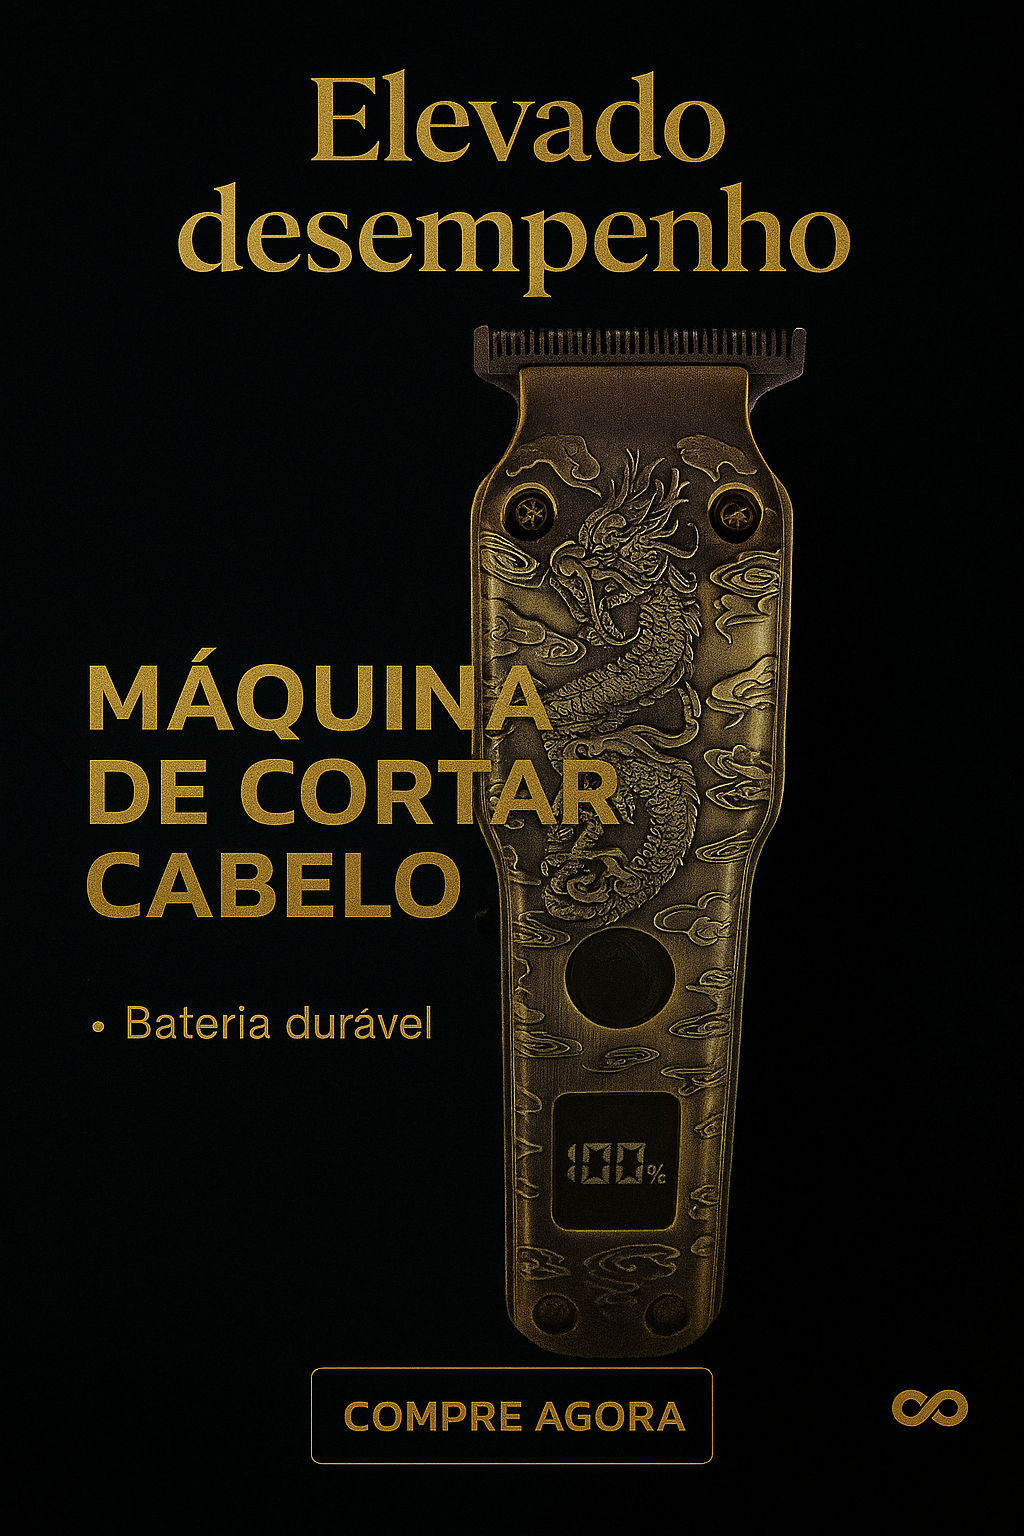 Elevado
desempenho
MÁQUINA
DE CORTAR
CABELO
• Bateria durável
100%
COMPRE AGORA